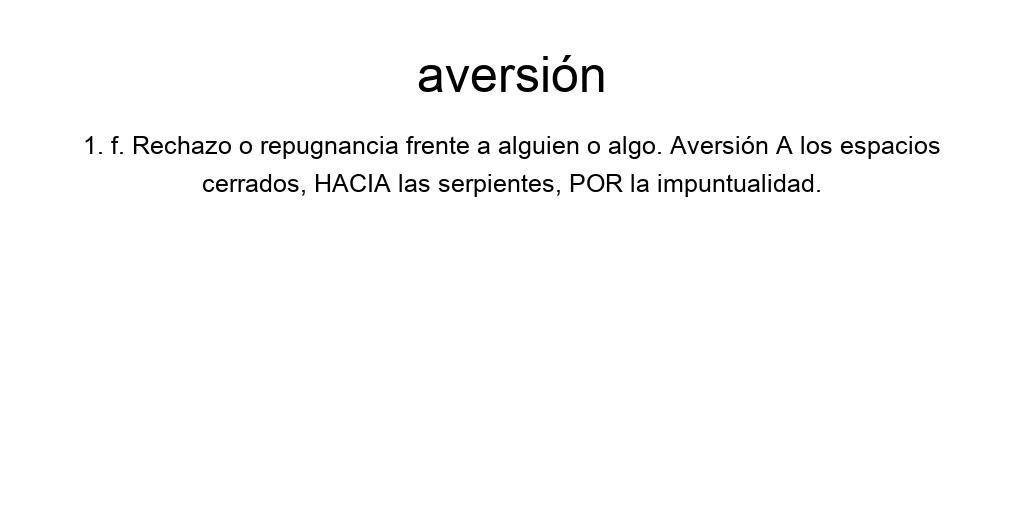 aversión
1. f. Rechazo o repugnancia frente a alguien o algo. Aversión A los espacios
cerrados, HACIA las serpientes, POR la impuntualidad.